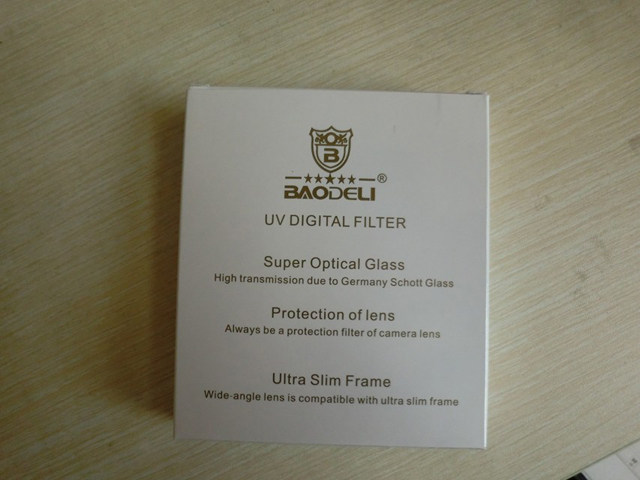 B
BAODELI®
UV DIGITAL FILTER
Super Optical Glass
High transmission due to Germany Schott Glass
Protection of lens
Always be a protection filter of camera lens
Ultra Slim Frame
Wide-angle lens is compatible with ultra slim frame